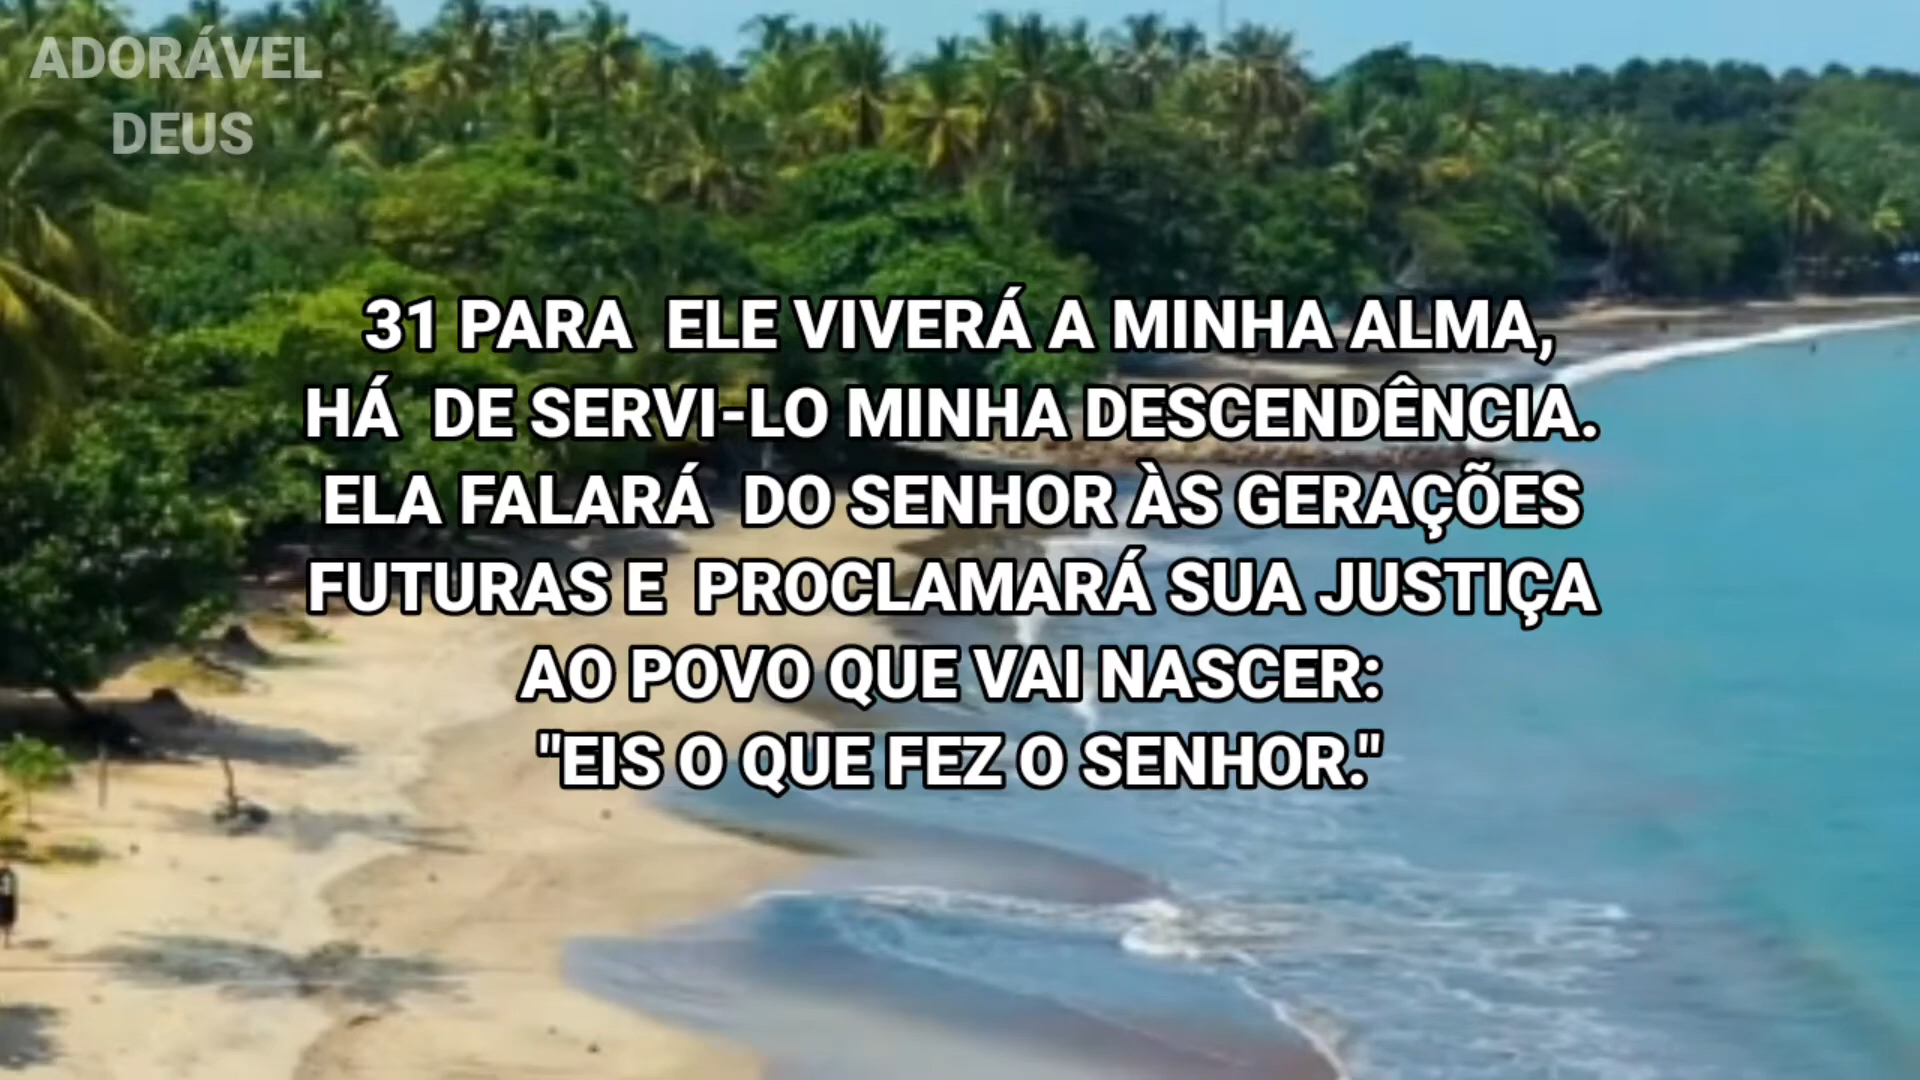 ADORÁVEL
DEUS
31 PARA ELE VIVERÁ A MINHA ALMA,
HÁ DE SERVI-LO MINHA DESCENDÊNCIA.
ELA FALARÁ DO SENHOR ÀS GERAÇÕES
FUTURAS E PROCLAMARÁ SUA JUSTIÇA
AO POVO QUE VAI NASCER:
"EIS O QUE FEZ O SENHOR."